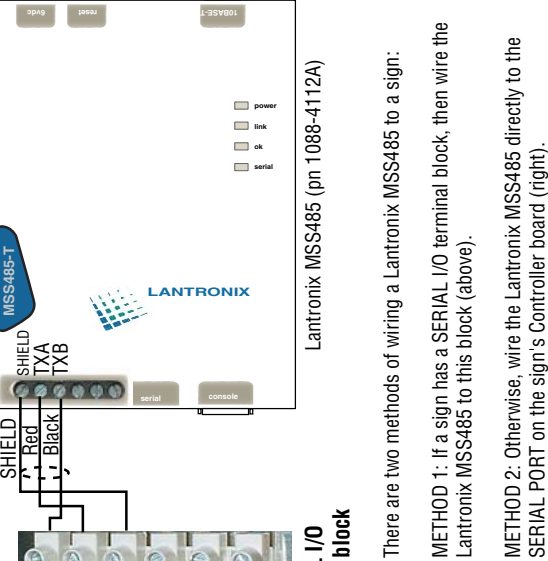 6vdc
reset
10BASE-T
power
link
ok
serial
MSS485-T
LANTRONIX
SHIELD
TXA
TXB
SHIELD
Red
Black
serial
console
I/O
block
Lantronix MSS485 (pn 1088-4112A)
There are two methods of wiring a Lantronix MSS485 to a sign:
METHOD 1: If a sign has a SERIAL I/O terminal block, then wire the
Lantronix MSS485 to this block (above).
METHOD 2: Otherwise, wire the Lantronix MSS485 directly to the
SERIAL PORT on the sign's Controller board (right).